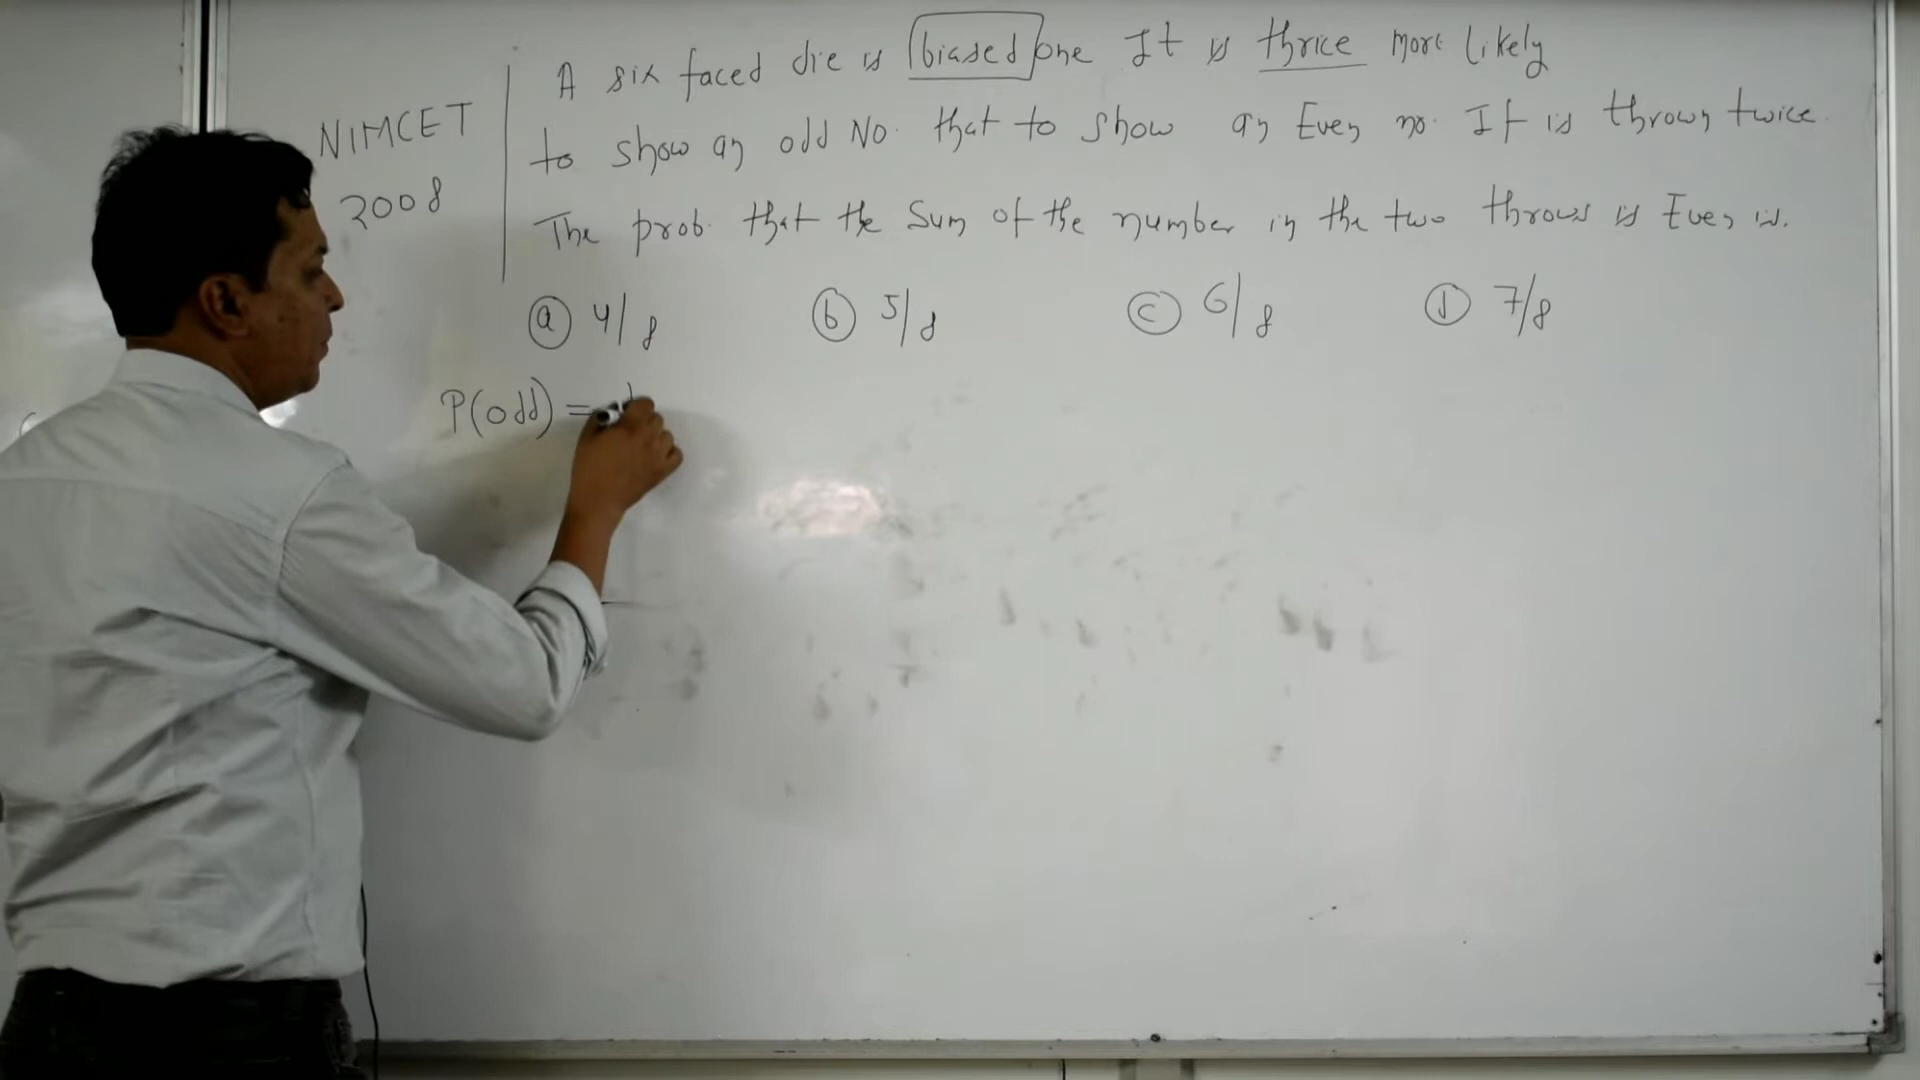 NIMCET
2008
A six faced die is biased one It is thrice more likely
to show an odd No. that to show an Even no. It is thrown twice.
The prob. that the Sum of the number in the two throws is Even is.
(a) 4/8 (b) 5/8 (c) 6/8 (d) 7/8
P(odd) =